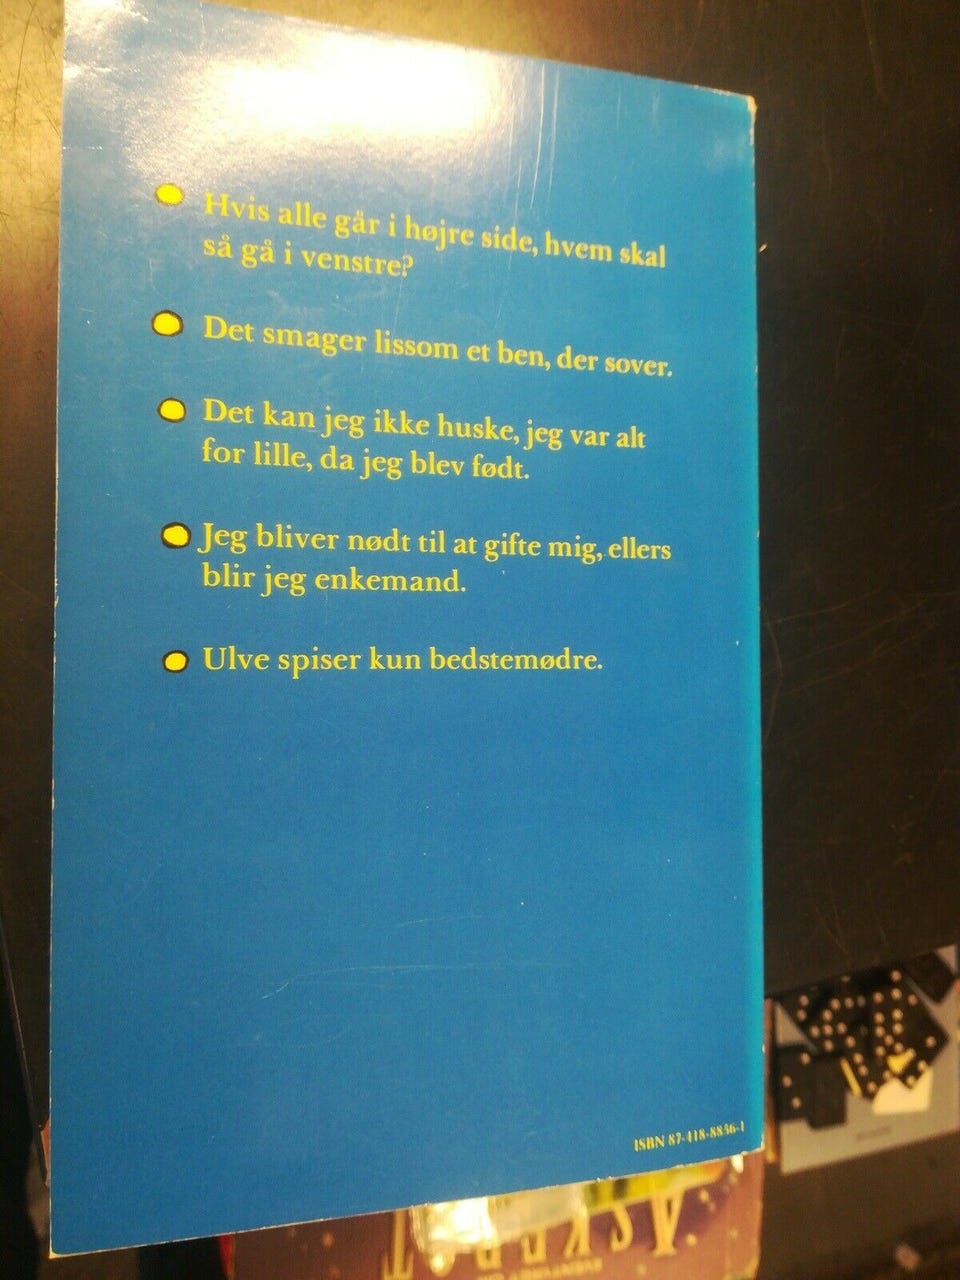 Hvis alle går i højre side, hvem skal
så gå i venstre?
Det smager lissom et ben, der sover.
Det kan jeg ikke huske, jeg var alt
for lille, da jeg blev født.
Jeg bliver nødt til at gifte mig, ellers
blir jeg enkemand.
Ulve spiser kun bedstemødre.
ISBN 87-418-8836-1